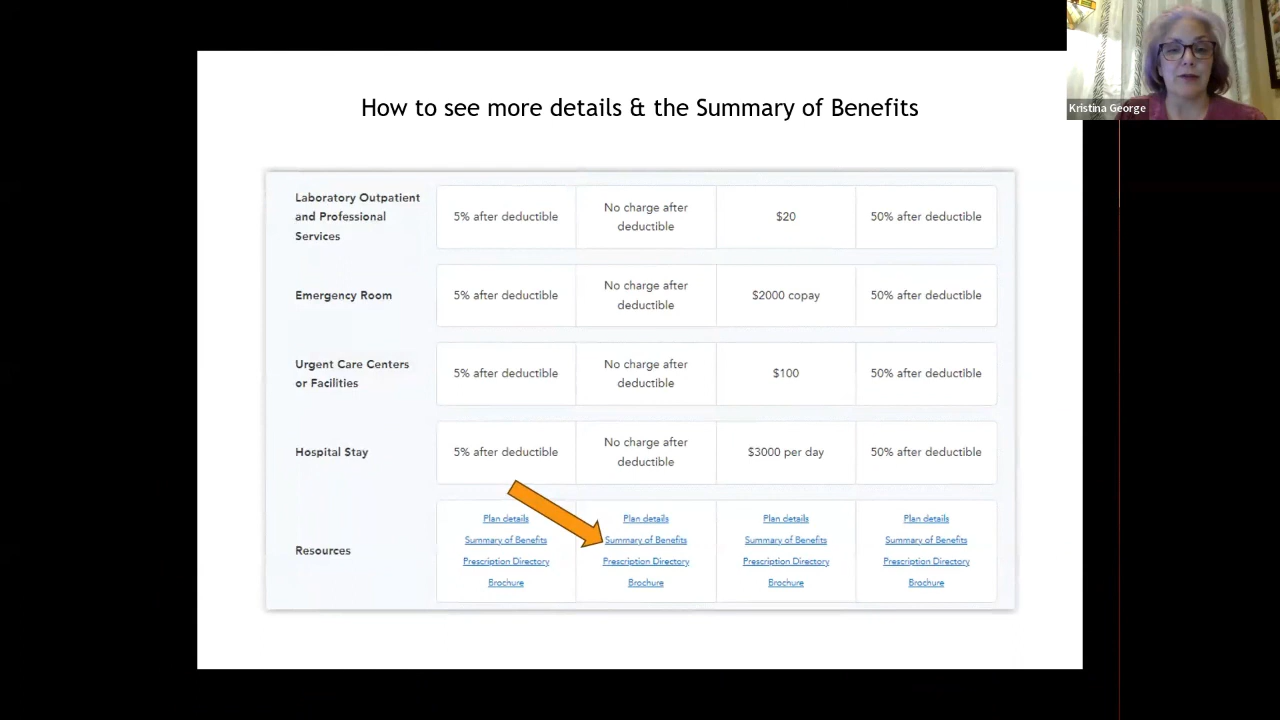 Kristina George
How to see more details & the Summary of Benefits
Laboratory Outpatient
and Professional
Services
5% after deductible
No charge after
deductible
$20
50% after deductible
Emergency Room
5% after deductible
No charge after
deductible
$2000 copay
50% after deductible
Urgent Care Centers
or Facilities
5% after deductible
No charge after
deductible
$100
50% after deductible
Hospital Stay
5% after deductible
No charge after
deductible
$3000 per day
50% after deductible
Resources
Plan details
Summary of Benefits
Prescription Directory
Brochure
Plan details
Summary of Benefits
Prescription Directory
Brochure
Plan details
Summary of Benefits
Prescription Directory
Brochure
Plan details
Summary of Benefits
Prescription Directory
Brochure